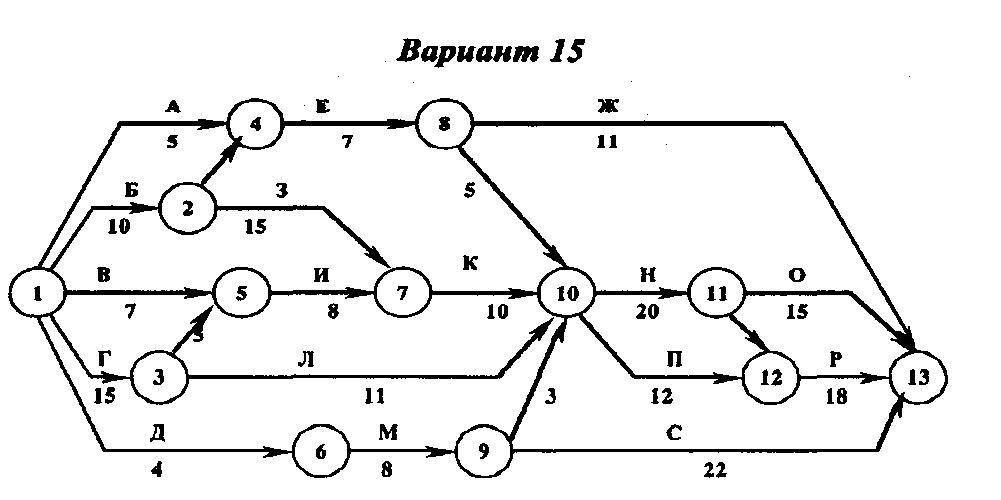 Вариант 15
А Е Ж
4 8
5 7 11
Б З 5
2
10 15
В И К Н О
1 5 7 10 11
7 8 10 20 15
3
Г Л П Р
3 12 13
15 11 3 12 18
Д М С
6 9
4 8 22